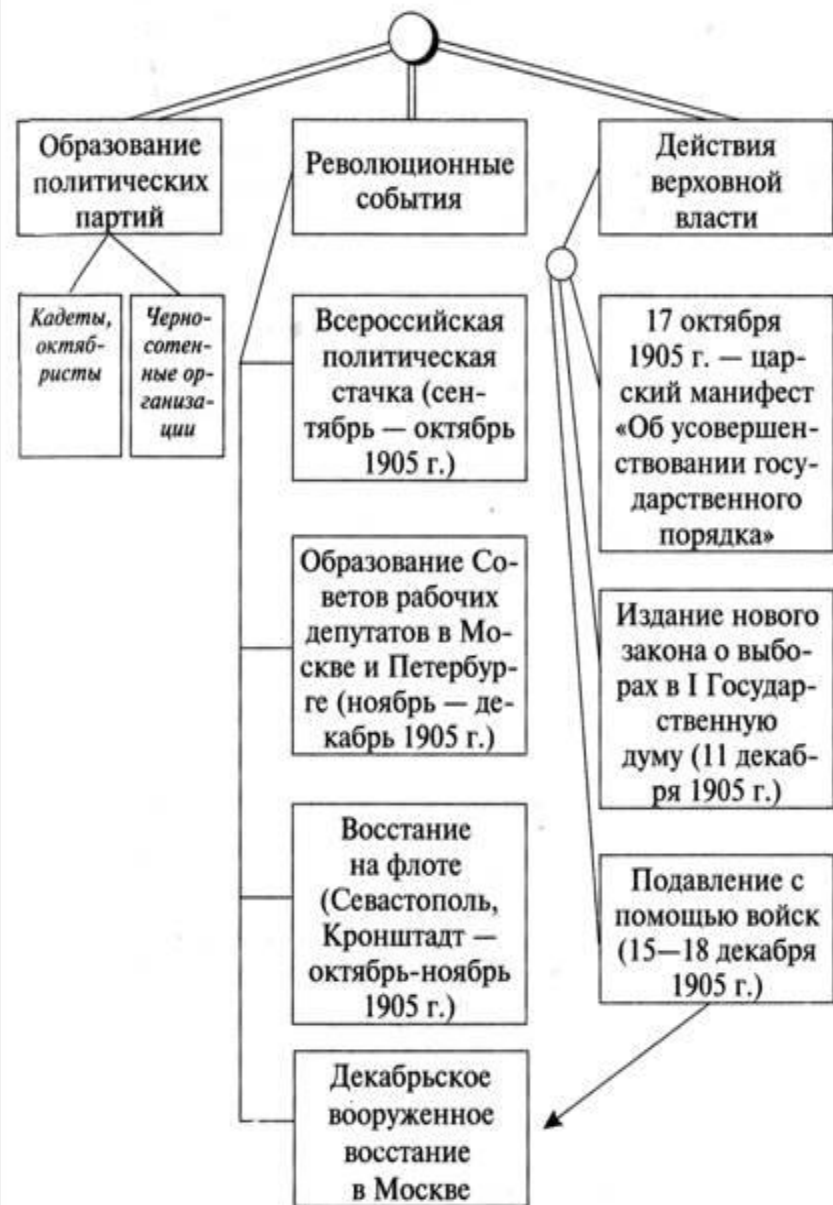 Образование
политических
партий
Кадеты,
октяб-
ристы
Черно-
сотен-
ные ор-
ганиза-
ции
Революционные
события
Всероссийская
политическая
стачка (сен-
тябрь — октябрь
1905 г.)
Образование Со-
ветов рабочих
депутатов в Мо-
скве и Петербур-
ге (ноябрь — де-
кабрь 1905 г.)
Восстание
на флоте
(Севастополь,
Кронштадт —
октябрь-ноябрь
1905 г.)
Декабрьское
вооруженное
восстание
в Москве
Действия
верховной
власти
17 октября
1905 г. — цар-
ский манифест
«Об усовершен-
ствовании госу-
дарственного
порядка»
Издание нового
закона о выбо-
рах в I Государ-
ственную
думу (11 декаб-
ря 1905 г.)
Подавление с
помощью войск
(15—18 декабря
1905 г.)